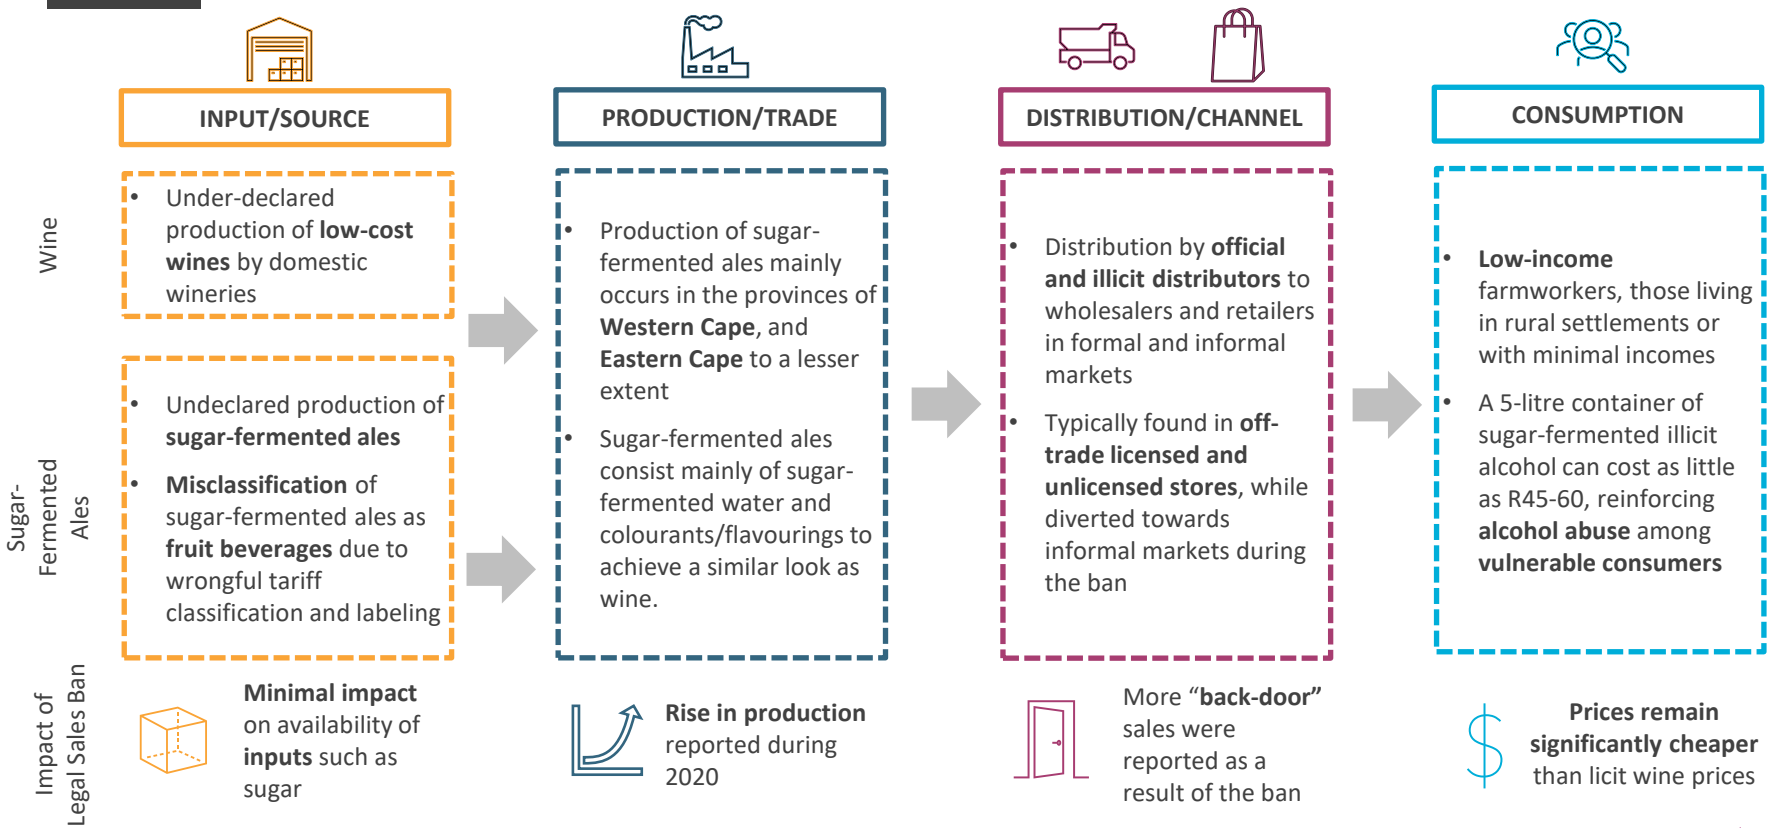 INPUT/SOURCE
PRODUCTION/TRADE
DISTRIBUTION/CHANNEL
CONSUMPTION
Wine
• Under-declared
production of low-cost
wines by domestic
wineries
Sugar-
Fermented
Ales
• Undeclared production of
sugar-fermented ales
• Misclassification of
sugar-fermented ales as
fruit beverages due to
wrongful tariff
classification and labeling
• Production of sugar-
fermented ales mainly
occurs in the provinces of
Western Cape, and
Eastern Cape to a lesser
extent
• Sugar-fermented ales
consist mainly of sugar-
fermented water and
colourants/flavourings to
achieve a similar look as
wine.
• Distribution by official
and illicit distributors to
wholesalers and retailers
in formal and informal
markets
• Typically found in off-
trade licensed and
unlicensed stores, while
diverted towards
informal markets during
the ban
• Low-income
farmworkers, those living
in rural settlements or
with minimal incomes
• A 5-litre container of
sugar-fermented illicit
alcohol can cost as little
as R45-60, reinforcing
alcohol abuse among
vulnerable consumers
Impact of
Legal Sales Ban
Minimal impact
on availability of
inputs such as
sugar
Rise in production
reported during
2020
More “back-door”
sales were
reported as a
result of the ban
Prices remain
significantly cheaper
than licit wine prices